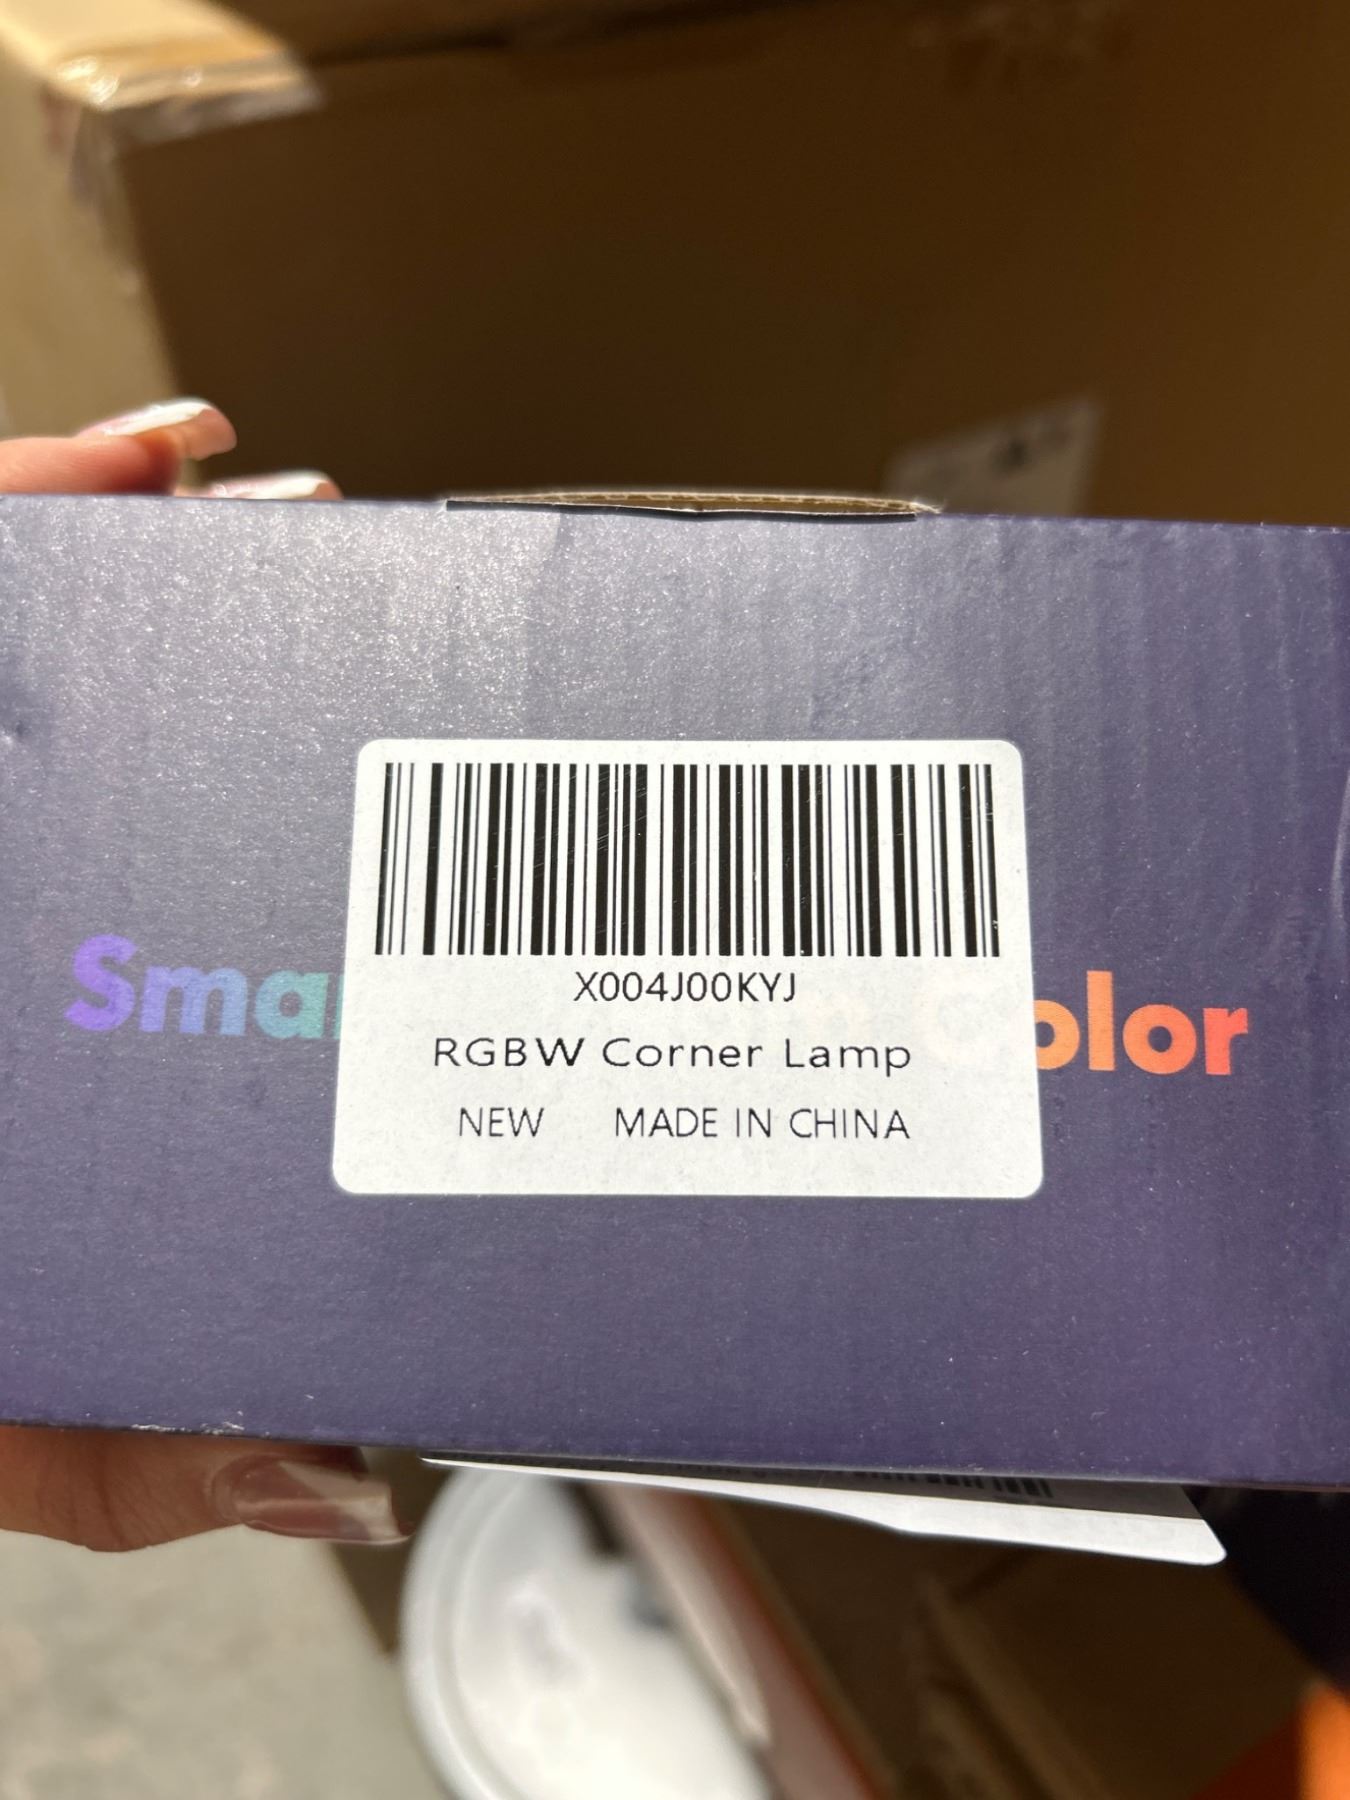 X004J00KYJ
RGBW Corner Lamp
NEW MADE IN CHINA